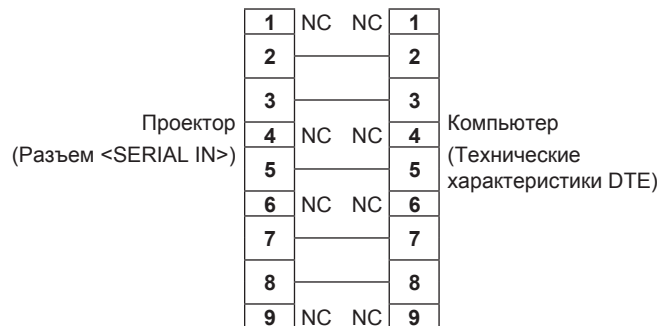 1 NC NC 1
2 2
3 3
Проектор
(Разъем <SERIAL IN>)
4 NC NC 4
5 5
6 NC NC 6
7 7
8 8
9 NC NC 9
Компьютер
(Технические
характеристики DTE)